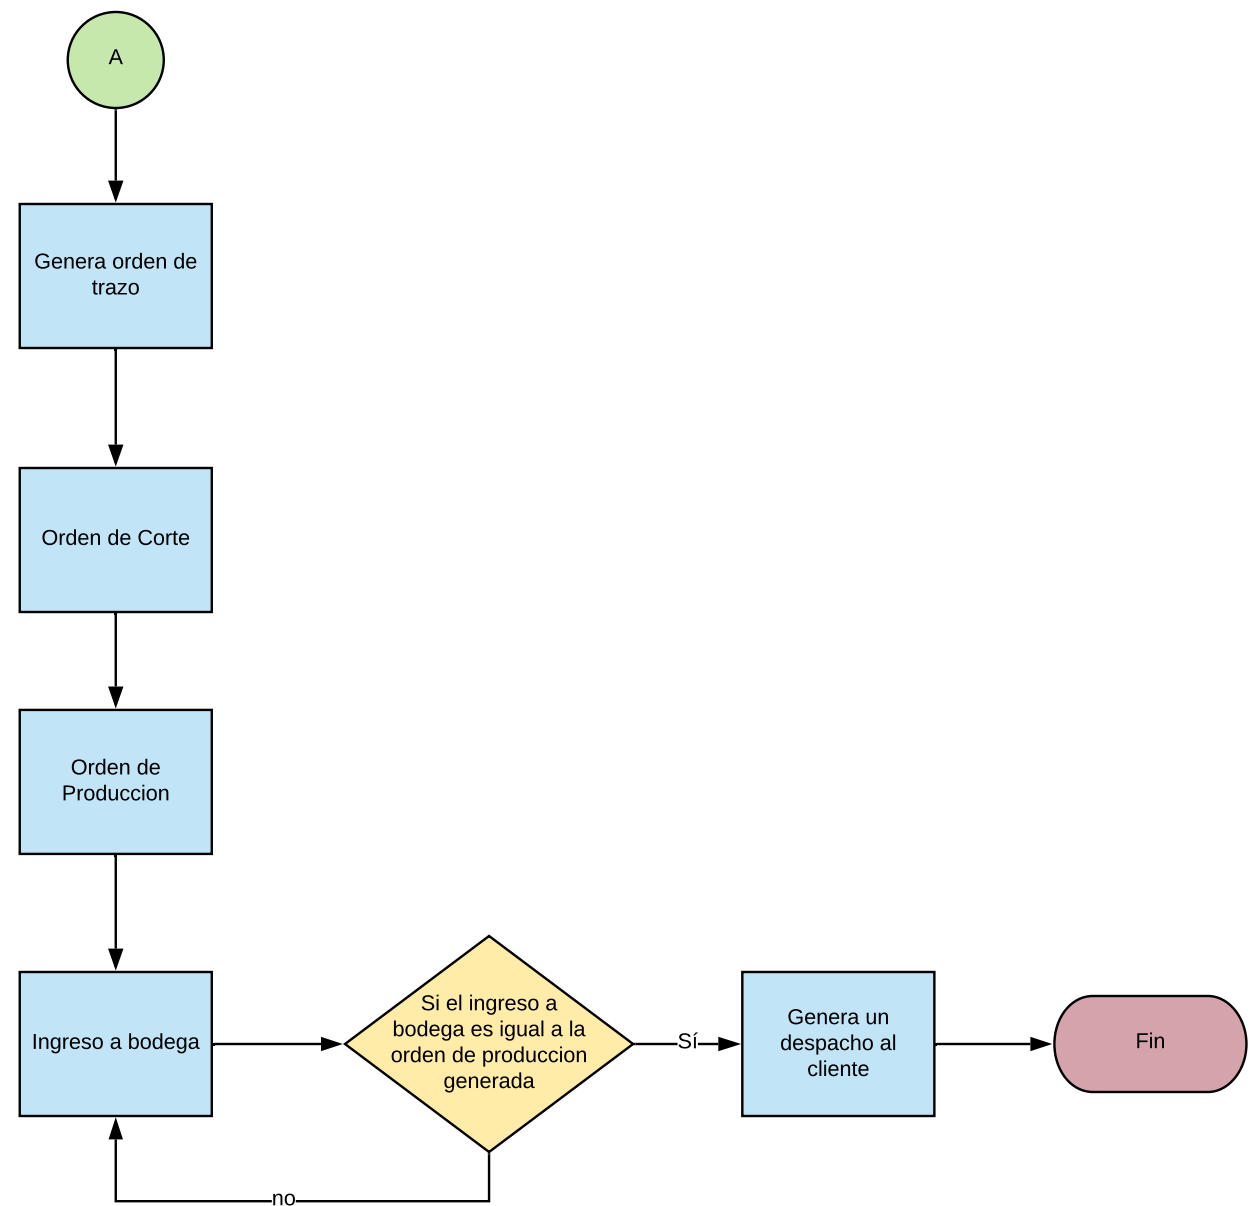 A
Genera orden de
trazo
Orden de Corte
Orden de
Produccion
Ingreso a bodega
Si el ingreso a
bodega es igual a la
orden de produccion
generada
Sí
Genera un
despacho al
cliente
Fin
no